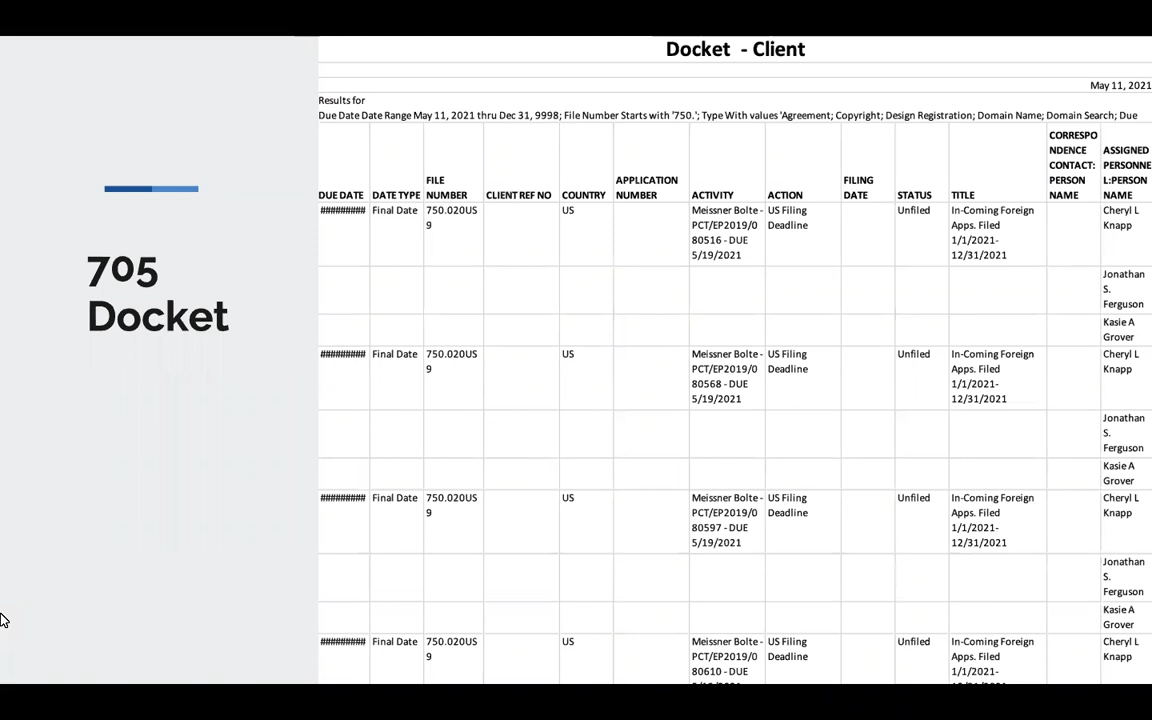 705
Docket
Docket - Client
May 11, 2021
Results for
Due Date Date Range May 11, 2021 thru Dec 31, 9998; File Number Starts with '750.'; Type With values 'Agreement; Copyright; Design Registration; Domain Name; Domain Search; Due
DUE DATE DATE TYPE FILE NUMBER CLIENT REF NO COUNTRY APPLICATION NUMBER ACTIVITY ACTION FILING DATE STATUS TITLE CORRESPO NDENCE CONTACT: PERSON NAME ASSIGNED PERSONNE L:PERSON NAME
######### Final Date 750.020US US Meissner Bolte - US Filing Unfiled In-Coming Foreign Cheryl L
9 PCT/EP2019/0 Deadline Apps. Filed Knapp
80516 - DUE 1/1/2021-
5/19/2021 12/31/2021
Jonathan
S.
Ferguson
Kasie A
Grover
######### Final Date 750.020US US Meissner Bolte - US Filing Unfiled In-Coming Foreign Cheryl L
9 PCT/EP2019/0 Deadline Apps. Filed Knapp
80568 - DUE 1/1/2021-
5/19/2021 12/31/2021
Jonathan
S.
Ferguson
Kasie A
Grover
######### Final Date 750.020US US Meissner Bolte - US Filing Unfiled In-Coming Foreign Cheryl L
9 PCT/EP2019/0 Deadline Apps. Filed Knapp
80597 - DUE 1/1/2021-
5/19/2021 12/31/2021
Jonathan
S.
Ferguson
Kasie A
Grover
######### Final Date 750.020US US Meissner Bolte - US Filing Unfiled In-Coming Foreign Cheryl L
9 PCT/EP2019/0 Deadline Apps. Filed Knapp
80610 - DUE 1/1/2021-